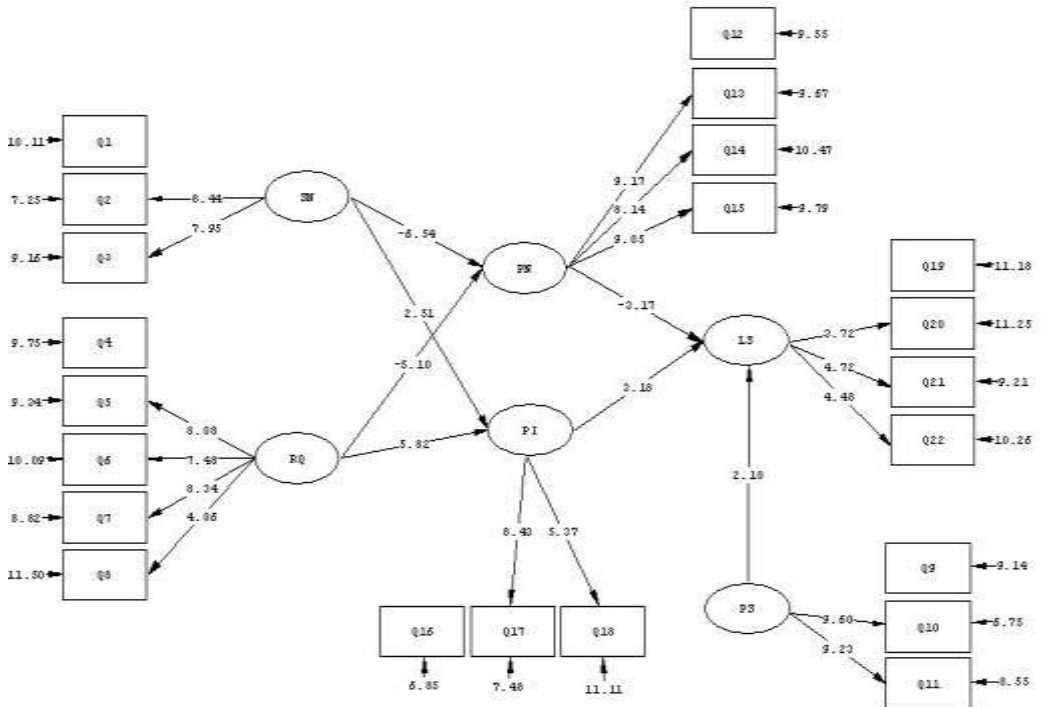 Q12
9.55
Q13
9.67
10.11
Q1
Q14
10.47
9.17
7.25
Q2
8.44
SN
8.14
Q15
9.79
7.95
9.05
9.16
Q3
-6.54
PN
Q19
11.18
-3.17
2.51
3.72
Q20
11.25
9.75
Q4
LS
-5.10
4.72
Q21
9.21
3.18
4.48
9.34
Q5
8.08
5.82
PI
Q22
10.26
10.09
Q6
7.48
RQ
8.34
2.10
8.82
Q7
4.06
8.43
5.37
11.50
Q8
Q9
9.14
PS
9.60
Q10
5.75
Q16
Q17
Q18
9.23
6.85
7.48
11.11
Q11
8.55